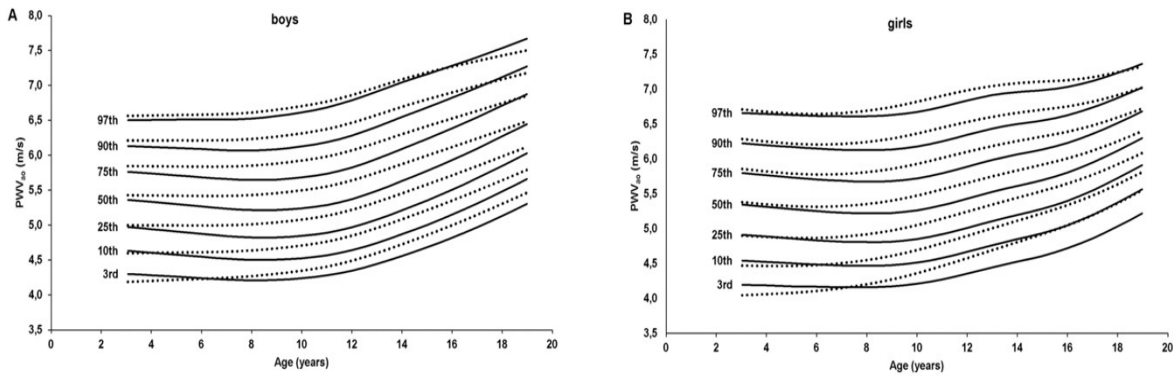 A
boys
8,0
7,5
7,0
6,5
6,0
5,5
5,0
4,5
4,0
3,5
PWVao (m/s)
97th
90th
75th
50th
25th
10th
3rd
0 2 4 6 8 10 12 14 16 18 20
Age (years)
B
girls
8,0
7,5
7,0
6,5
6,0
5,5
5,0
4,5
4,0
3,5
PWVao (m/s)
97th
90th
75th
50th
25th
10th
3rd
0 2 4 6 8 10 12 14 16 18 20
Age (years)